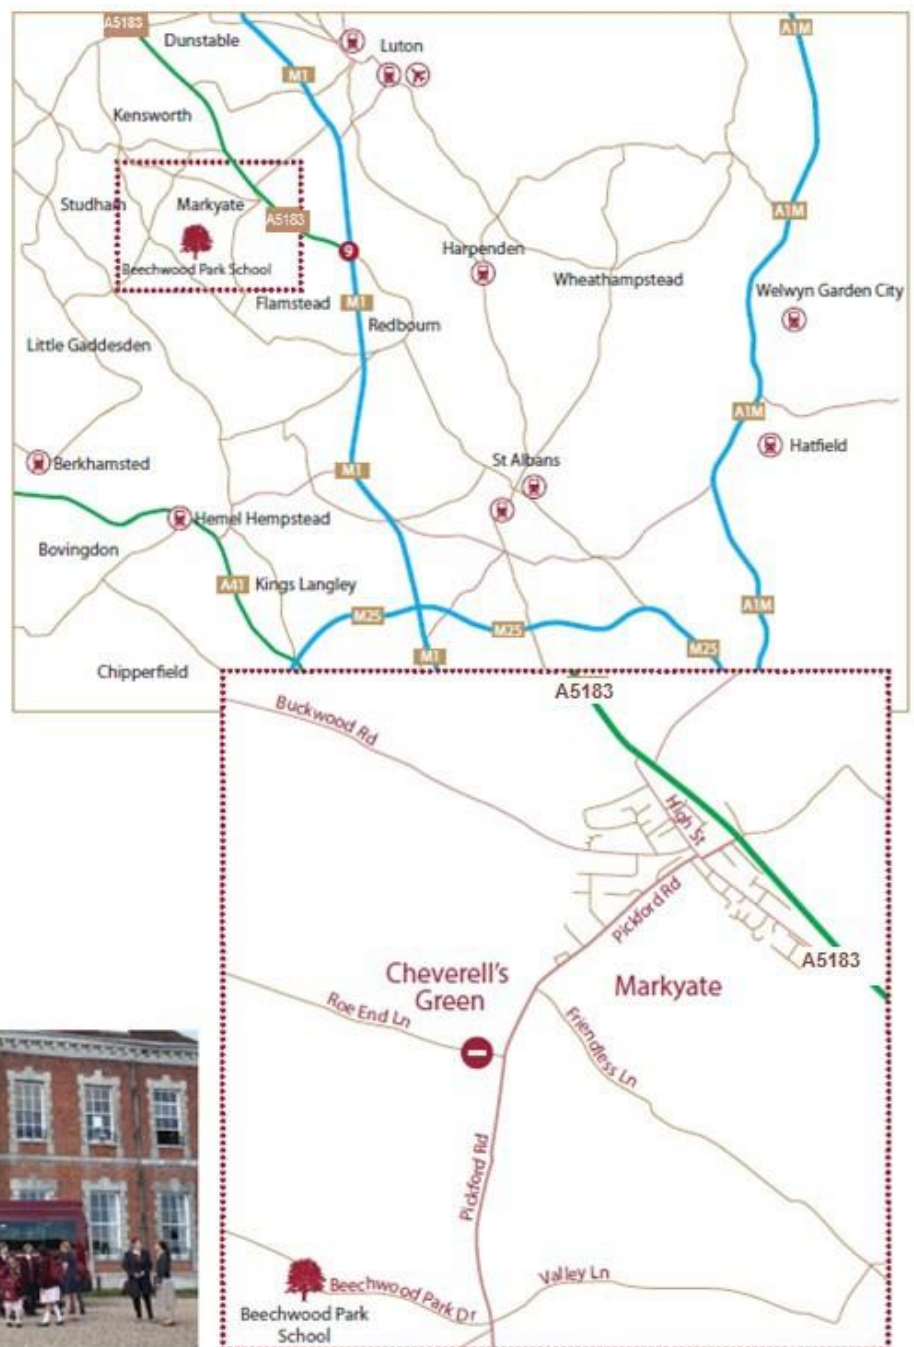 A5183
Dunstable
Luton
A1M
M1
Kensworth
Studham
Markyate
A5183
A1M
9
Harpenden
Beechwood Park School
Wheathampstead
Welwyn Garden City
Flamstead
M1
Redbourn
Little Gaddesden
A1M
Hatfield
Berkhamsted
M1
St Albans
Hemel Hempstead
Bovingdon
A41
Kings Langley
A1M
M25
M25
M25
M1
Chipperfield
A5183
Buckwood Rd
High St
Pickford Rd
A5183
Cheverell's
Green
Markyate
Roe End Ln
Friendless Ln
Pickford Rd
Valley Ln
Beechwood Park Dr
Beechwood Park
School